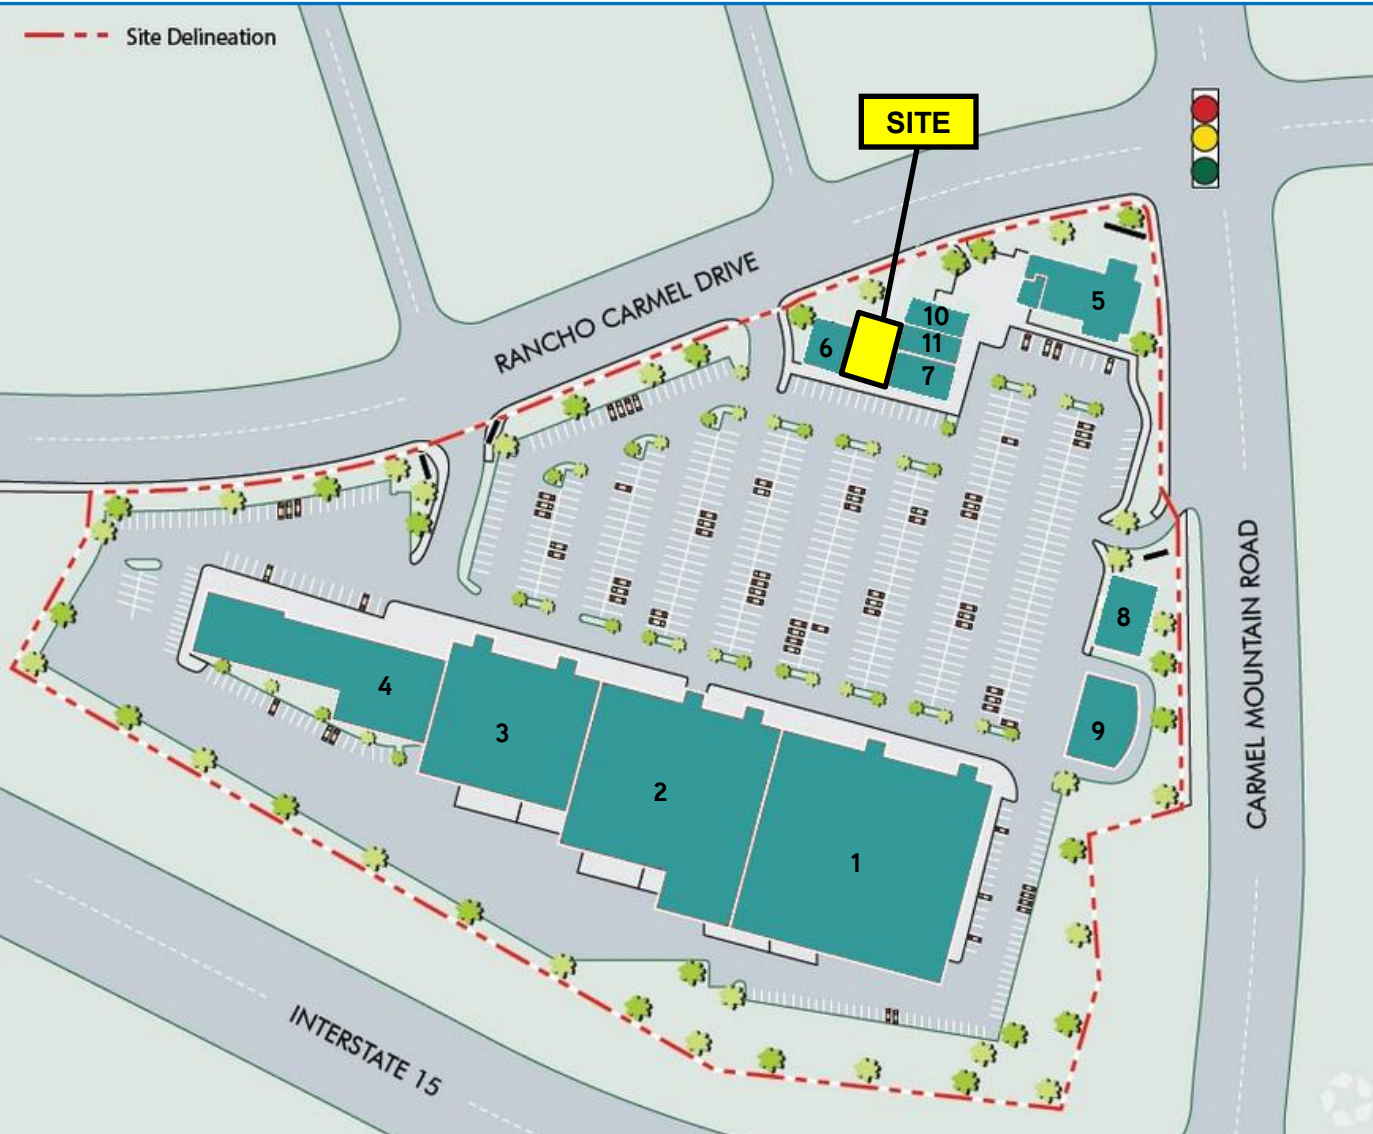 Site Delineation
SITE
RANCHO CARMEL DRIVE
5
10
11
6
7
8
9
4
3
2
1
CARMEL MOUNTAIN ROAD
INTERSTATE 15